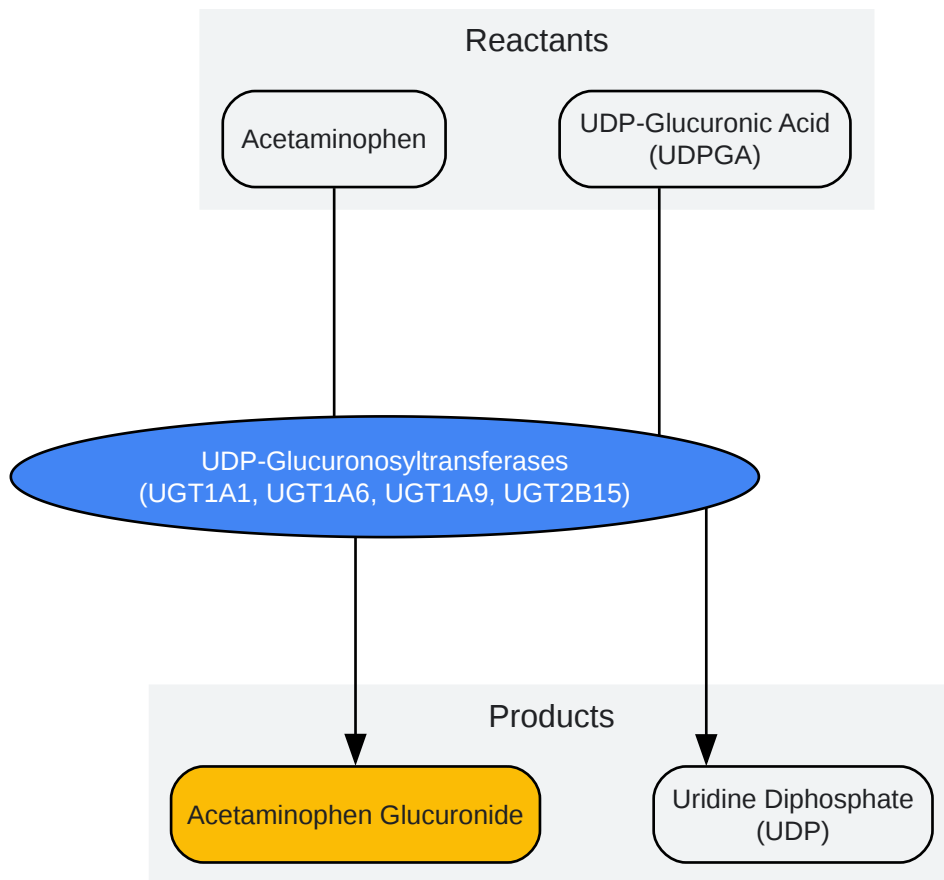 Reactants
Acetaminophen
UDP-Glucuronic Acid
(UDPGA)
UDP-Glucuronosyltransferases
(UGT1A1, UGT1A6, UGT1A9, UGT2B15)
Products
Acetaminophen Glucuronide
Uridine Diphosphate
(UDP)